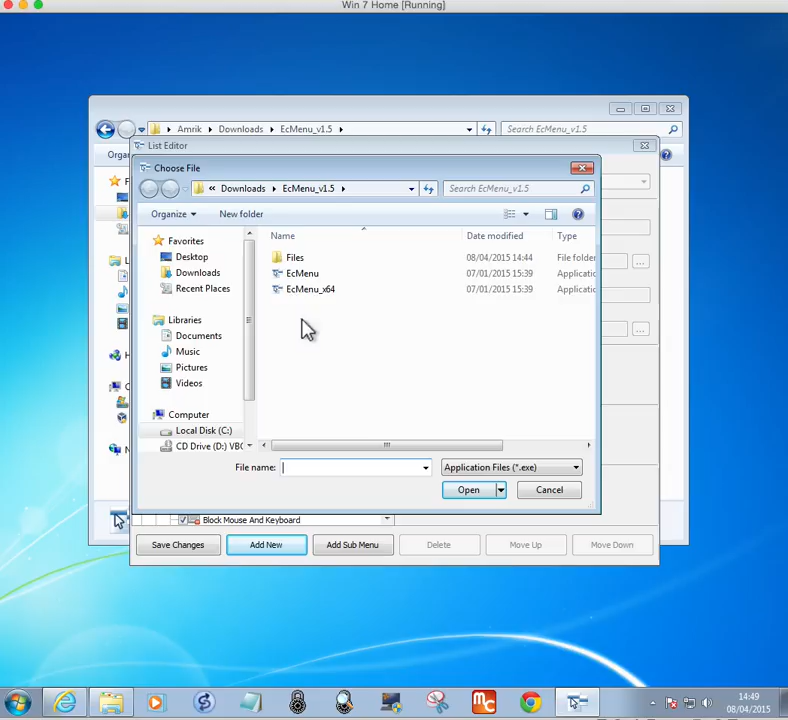 Win 7 Home [Running]
Amrik Downloads EcMenu_v1.5 Search EcMenu_v1.5
List Editor
Choose File
« Downloads EcMenu_v1.5 Search EcMenu_v1.5
Organize New folder
Name Date modified Type
Favorites
Desktop
Downloads
Recent Places
Libraries
Documents
Music
Pictures
Videos
Computer
Local Disk (C:)
CD Drive (D:) VBO
Files 08/04/2015 14:44 File folder
EcMenu 07/01/2015 15:39 Applicatio
EcMenu_x64 07/01/2015 15:39 Applicatio
File name: Application Files (*.exe)
Open Cancel
Block Mouse And Keyboard
Save Changes Add New Add Sub Menu Delete Move Up Move Down
14:49
08/04/2015